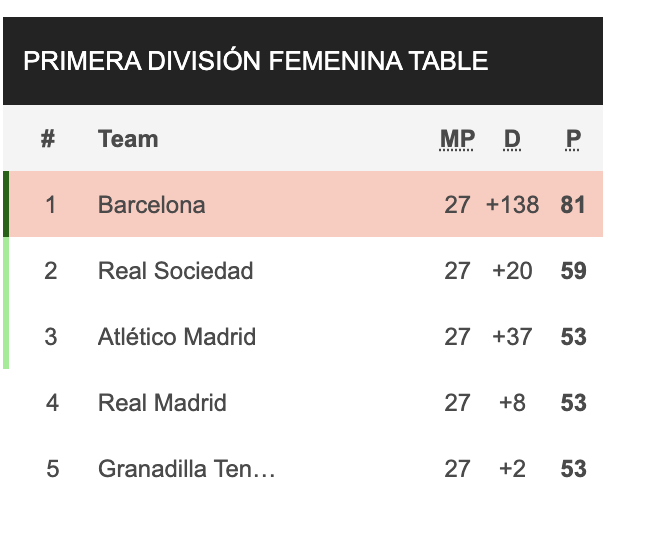 PRIMERA DIVISIÓN FEMENINA TABLE
# Team MP D P
1 Barcelona 27 +138 81
2 Real Sociedad 27 +20 59
3 Atlético Madrid 27 +37 53
4 Real Madrid 27 +8 53
5 Granadilla Ten… 27 +2 53